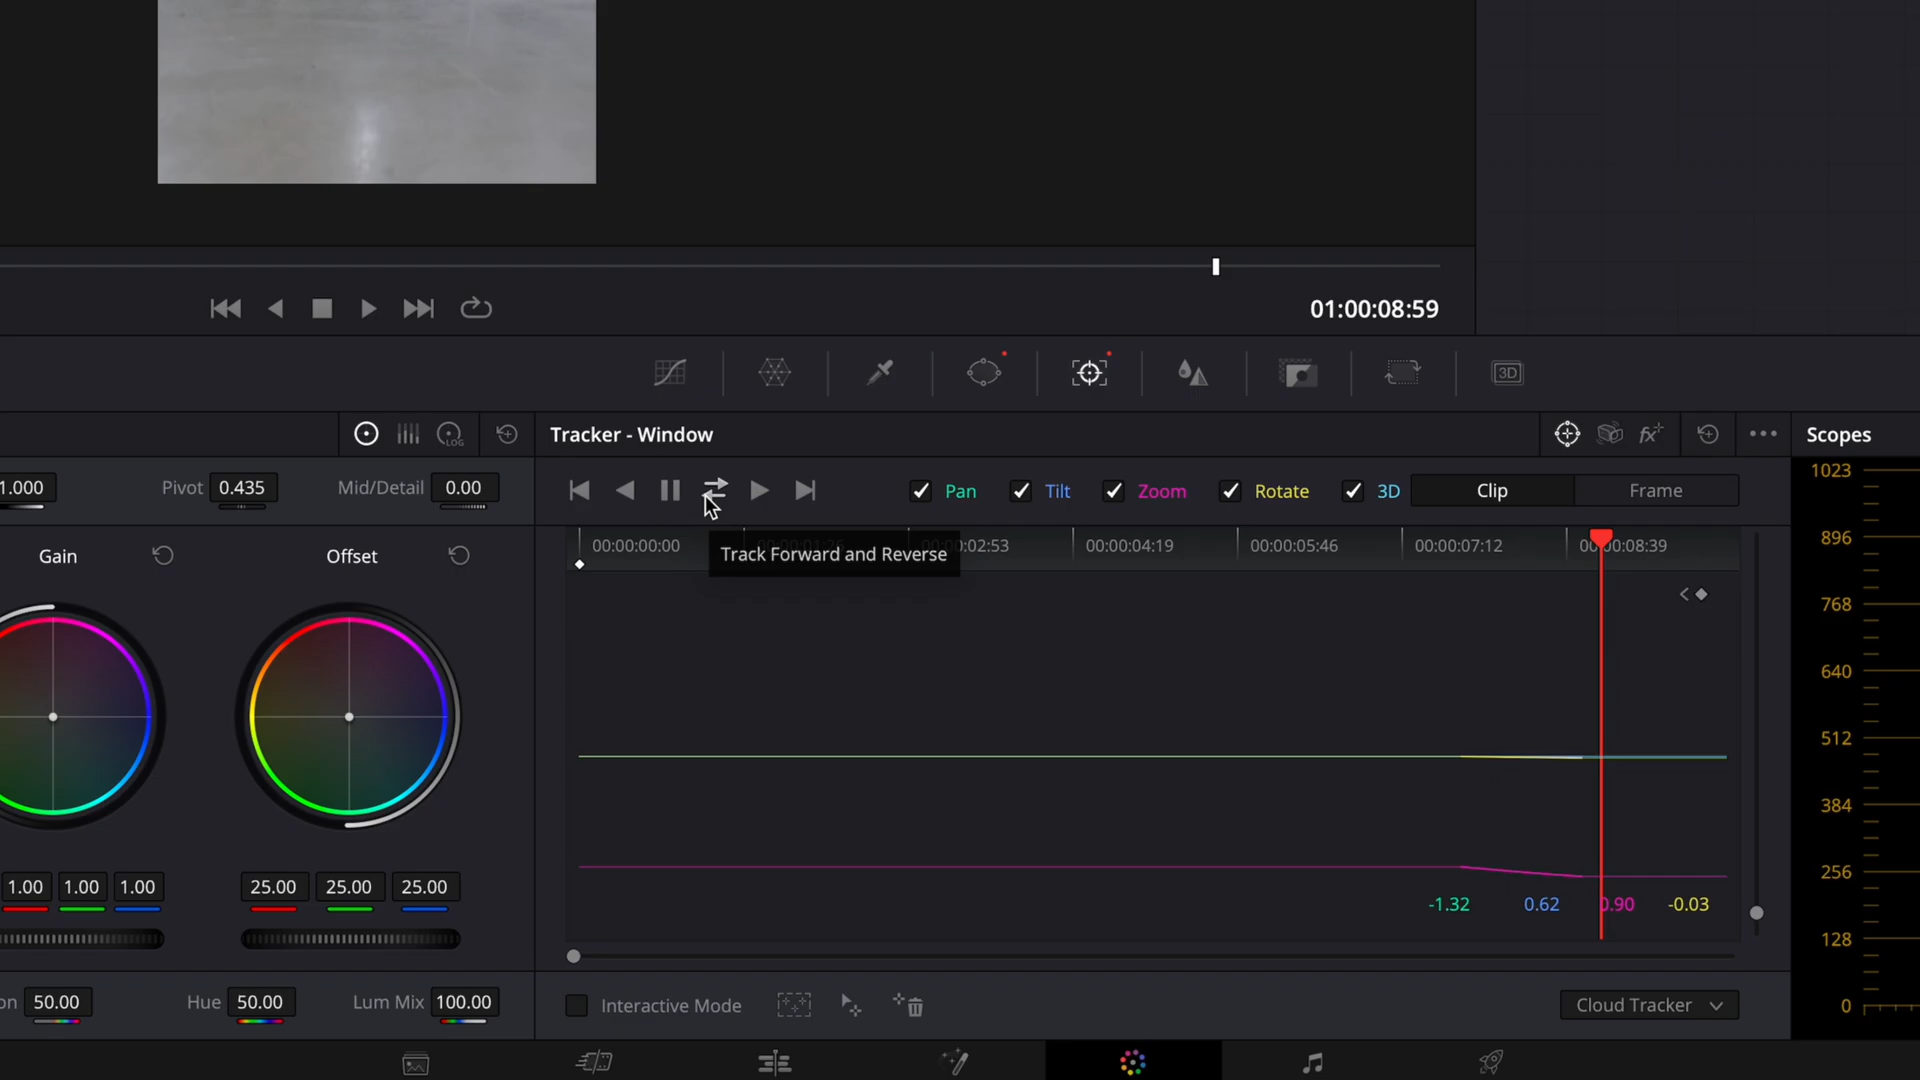 01:00:08:59
3D
LOG
Tracker - Window
fx
Scopes
1.000
Pivot 0.435
Mid/Detail 0.00
Pan
Tilt
Zoom
Rotate
3D
Clip
Frame
1023
896
768
640
512
384
256
128
0
Gain
Offset
00:00:00:00
02:53
00:00:04:19
00:00:05:46
00:00:07:12
00:00:08:39
Track Forward and Reverse
1.00 1.00 1.00
25.00 25.00 25.00
-1.32 0.62 0.90 -0.03
on 50.00
Hue 50.00
Lum Mix 100.00
Interactive Mode
Cloud Tracker